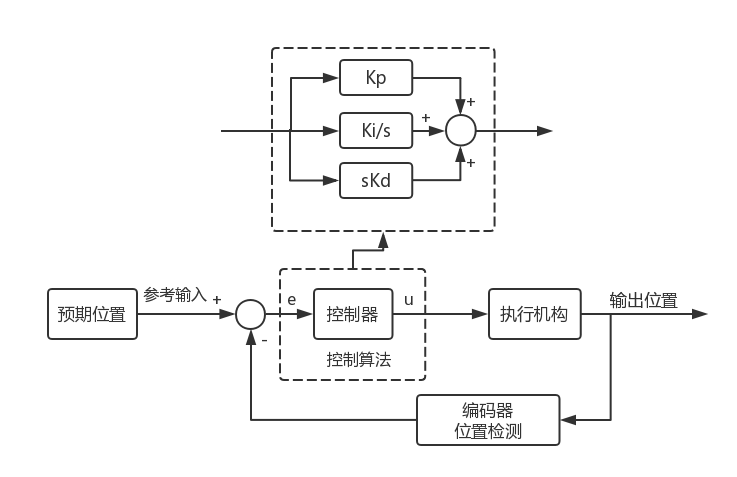 Kp
+
Ki/s
+
sKd
+
预期位置
参考输入
+
-
e
控制器
u
控制算法
执行机构
输出位置
编码器
位置检测